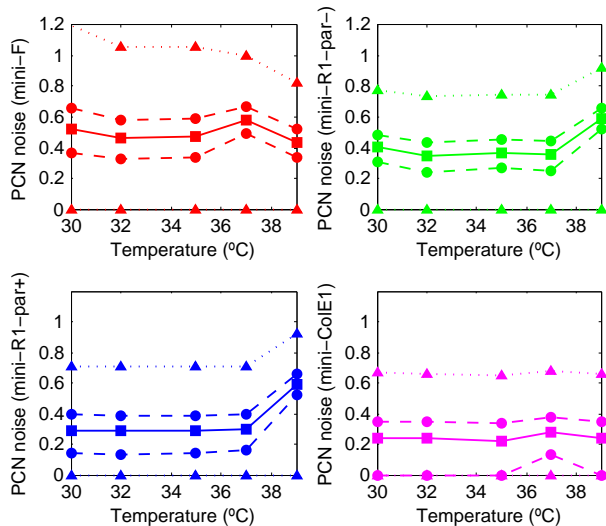 PCN noise (mini−F)
1.2
1
0.8
0.6
0.4
0.2
0
30 32 34 36 38
Temperature (ºC)
PCN noise (mini−R1−par−)
1
0.8
0.6
0.4
0.2
0
30 32 34 36 38
Temperature (ºC)
PCN noise (mini−R1−par+)
1
0.8
0.6
0.4
0.2
0
30 32 34 36 38
Temperature (ºC)
PCN noise (mini−ColE1)
1
0.8
0.6
0.4
0.2
0
30 32 34 36 38
Temperature (ºC)